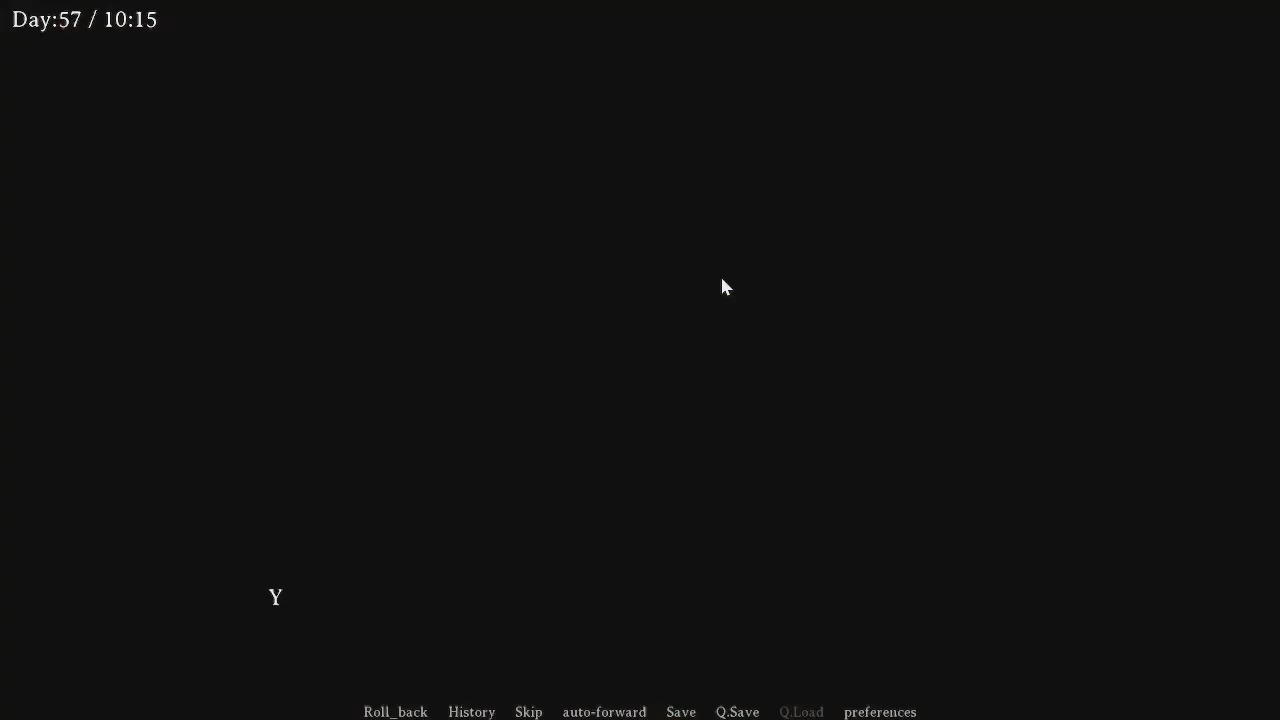 Day:57 / 10:15
Y
Roll_back History Skip auto-forward Save Q.Save Q.Load preferences